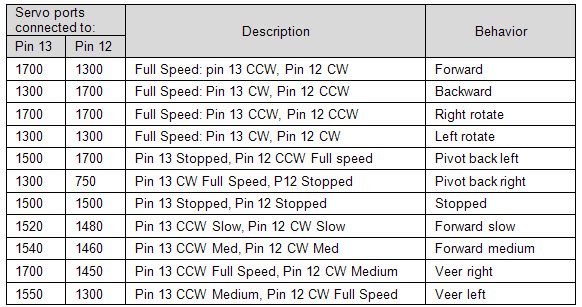 Servo ports connected to: Description Behavior
Pin 13 Pin 12
1700 1300 Full Speed: pin 13 CCW, Pin 12 CW Forward
1300 1700 Full Speed: Pin 13 CW, Pin 12 CCW Backward
1700 1700 Full Speed: Pin 13 CCW, Pin 12 CCW Right rotate
1300 1300 Full Speed: Pin 13 CW, Pin 12 CW Left rotate
1500 1700 Pin 13 Stopped, Pin 12 CCW Full speed Pivot back left
1300 750 Pin 13 CW Full Speed, P12 Stopped Pivot back right
1500 1500 Pin 13 Stopped, Pin 12 Stopped Stopped
1520 1480 Pin 13 CCW Slow, Pin 12 CW Slow Forward slow
1540 1460 Pin 13 CCW Med, Pin 12 CW Med Forward medium
1700 1450 Pin 13 CCW Full Speed, Pin 12 CW Medium Veer right
1550 1300 Pin 13 CCW Medium, Pin 12 CW Full Speed Veer left